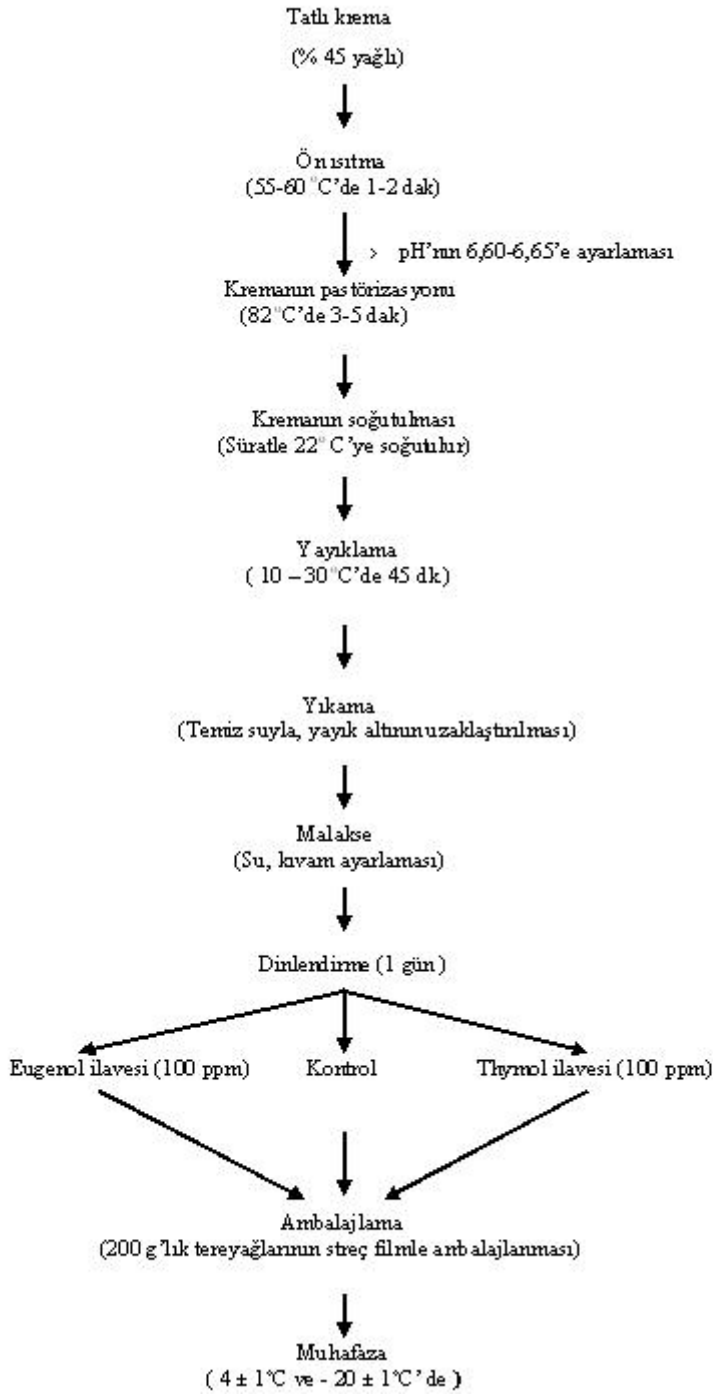 Tatlı krema
(% 45 yağlı)
Ön ısıtma
(55-60 °C’de 1-2 dak)
> pH’nın 6,60-6,65’e ayarlaması
Kremanın pastörizasyonu
(82 °C’de 3-5 dak)
Kremanın soğutulması
(Süratle 22° C’ye soğutulur)
Yayıklama
( 10 – 30 °C’de 45 dk)
Yıkama
(Temiz suyla, yayık altının uzaklaştırılması)
Malakse
(Su, kıvam ayarlaması)
Dinlendirme (1 gün)
Eugenol ilavesi (100 ppm) Kontrol Thymol ilavesi (100 ppm)
Ambalajlama
(200 g’lık tereyağlarının streç filmle ambalajlanması)
Muhafaza
( 4 ± 1°C ve - 20 ± 1°C’ de )